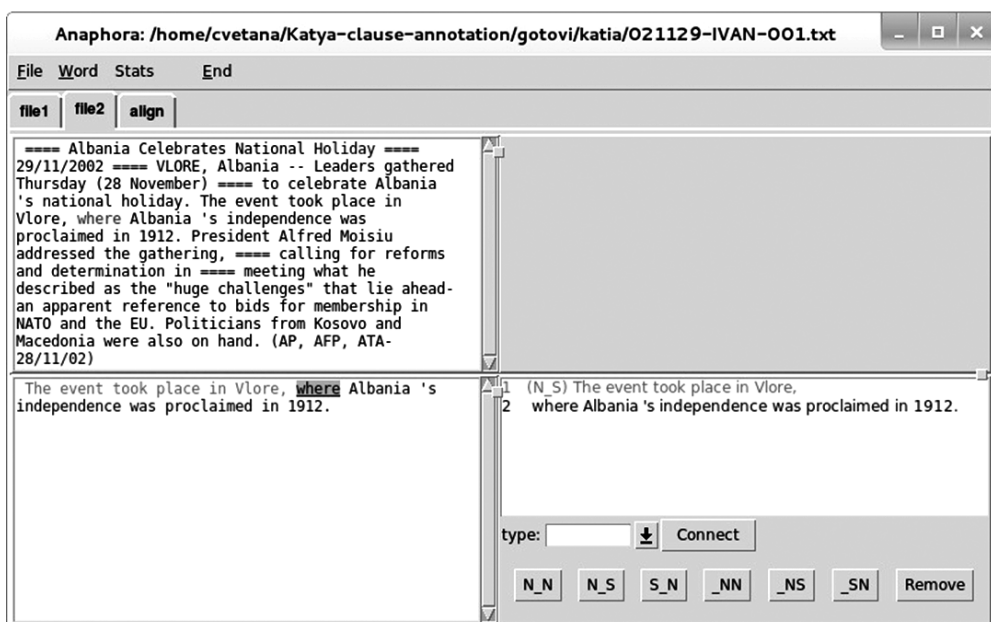 Anaphora: /home/cvetana/Katya-clause-annotation/gotovi/katia/021129-IVAN-001.txt
File Word Stats End
file1 file2 align
==== Albania Celebrates National Holiday ====
29/11/2002 ==== VLORE, Albania -- Leaders gathered
Thursday (28 November) ==== to celebrate Albania
's national holiday. The event took place in
Vlore, where Albania 's independence was
proclaimed in 1912. President Alfred Moisiu
addressed the gathering, ==== calling for reforms
and determination in ==== meeting what he
described as the "huge challenges" that lie ahead-
an apparent reference to bids for membership in
NATO and the EU. Politicians from Kosovo and
Macedonia were also on hand. (AP, AFP, ATA-
28/11/02)
The event took place in Vlore, where Albania 's
independence was proclaimed in 1912.
1 (N_S) The event took place in Vlore,
2 where Albania 's independence was proclaimed in 1912.
type: Connect
N_N N_S S_N _NN _NS _SN Remove